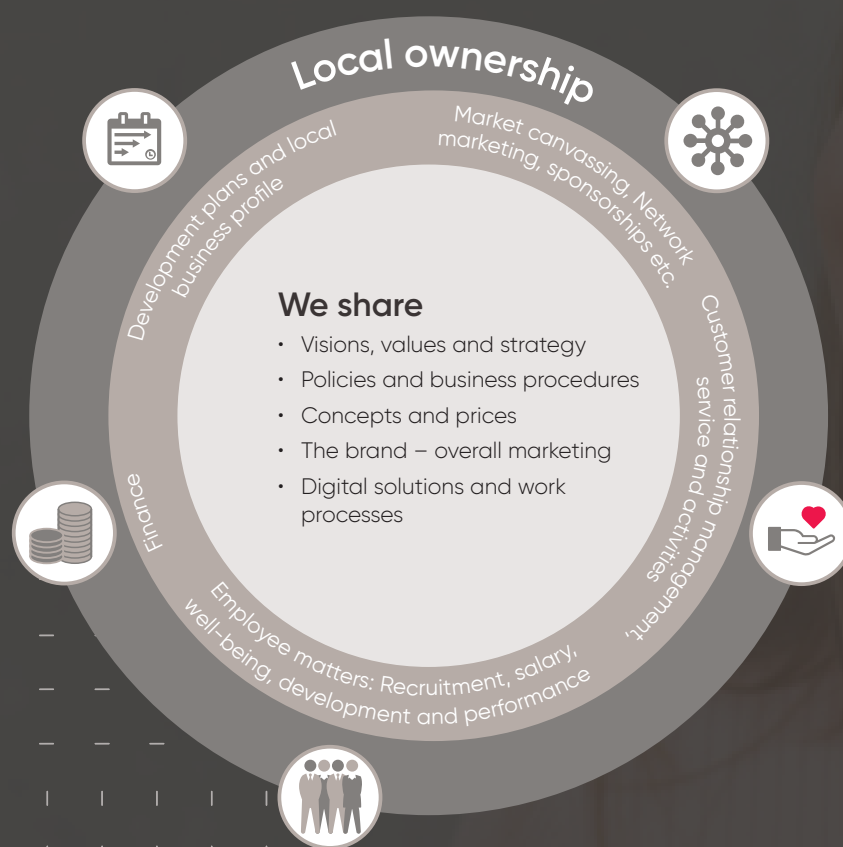 Local ownership
Development plans and local
business profile
Market canvassing, Network
marketing, sponsorships etc.
Customer relationship management,
service and activities
Employee matters: Recruitment, salary,
well-being, development and performance
Finance
We share
• Visions, values and strategy
• Policies and business procedures
• Concepts and prices
• The brand – overall marketing
• Digital solutions and work
processes